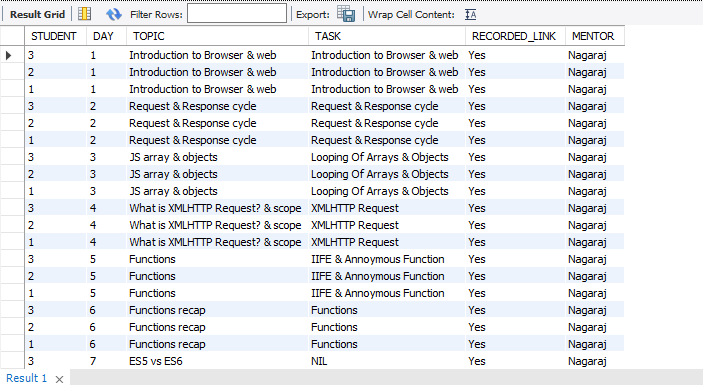 Result Grid Filter Rows: Export: Wrap Cell Content:
STUDENT DAY TOPIC TASK RECORDED_LINK MENTOR
3 1 Introduction to Browser & web Introduction to Browser & web Yes Nagaraj
2 1 Introduction to Browser & web Introduction to Browser & web Yes Nagaraj
1 1 Introduction to Browser & web Introduction to Browser & web Yes Nagaraj
3 2 Request & Response cycle Request & Response cycle Yes Nagaraj
2 2 Request & Response cycle Request & Response cycle Yes Nagaraj
1 2 Request & Response cycle Request & Response cycle Yes Nagaraj
3 3 JS array & objects Looping Of Arrays & Objects Yes Nagaraj
2 3 JS array & objects Looping Of Arrays & Objects Yes Nagaraj
1 3 JS array & objects Looping Of Arrays & Objects Yes Nagaraj
3 4 What is XMLHTTP Request? & scope XMLHTTP Request Yes Nagaraj
2 4 What is XMLHTTP Request? & scope XMLHTTP Request Yes Nagaraj
1 4 What is XMLHTTP Request? & scope XMLHTTP Request Yes Nagaraj
3 5 Functions IIFE & Annoymous Function Yes Nagaraj
2 5 Functions IIFE & Annoymous Function Yes Nagaraj
1 5 Functions IIFE & Annoymous Function Yes Nagaraj
3 6 Functions recap Functions Yes Nagaraj
2 6 Functions recap Functions Yes Nagaraj
1 6 Functions recap Functions Yes Nagaraj
3 7 ES5 vs ES6 NIL Yes Nagaraj
Result 1